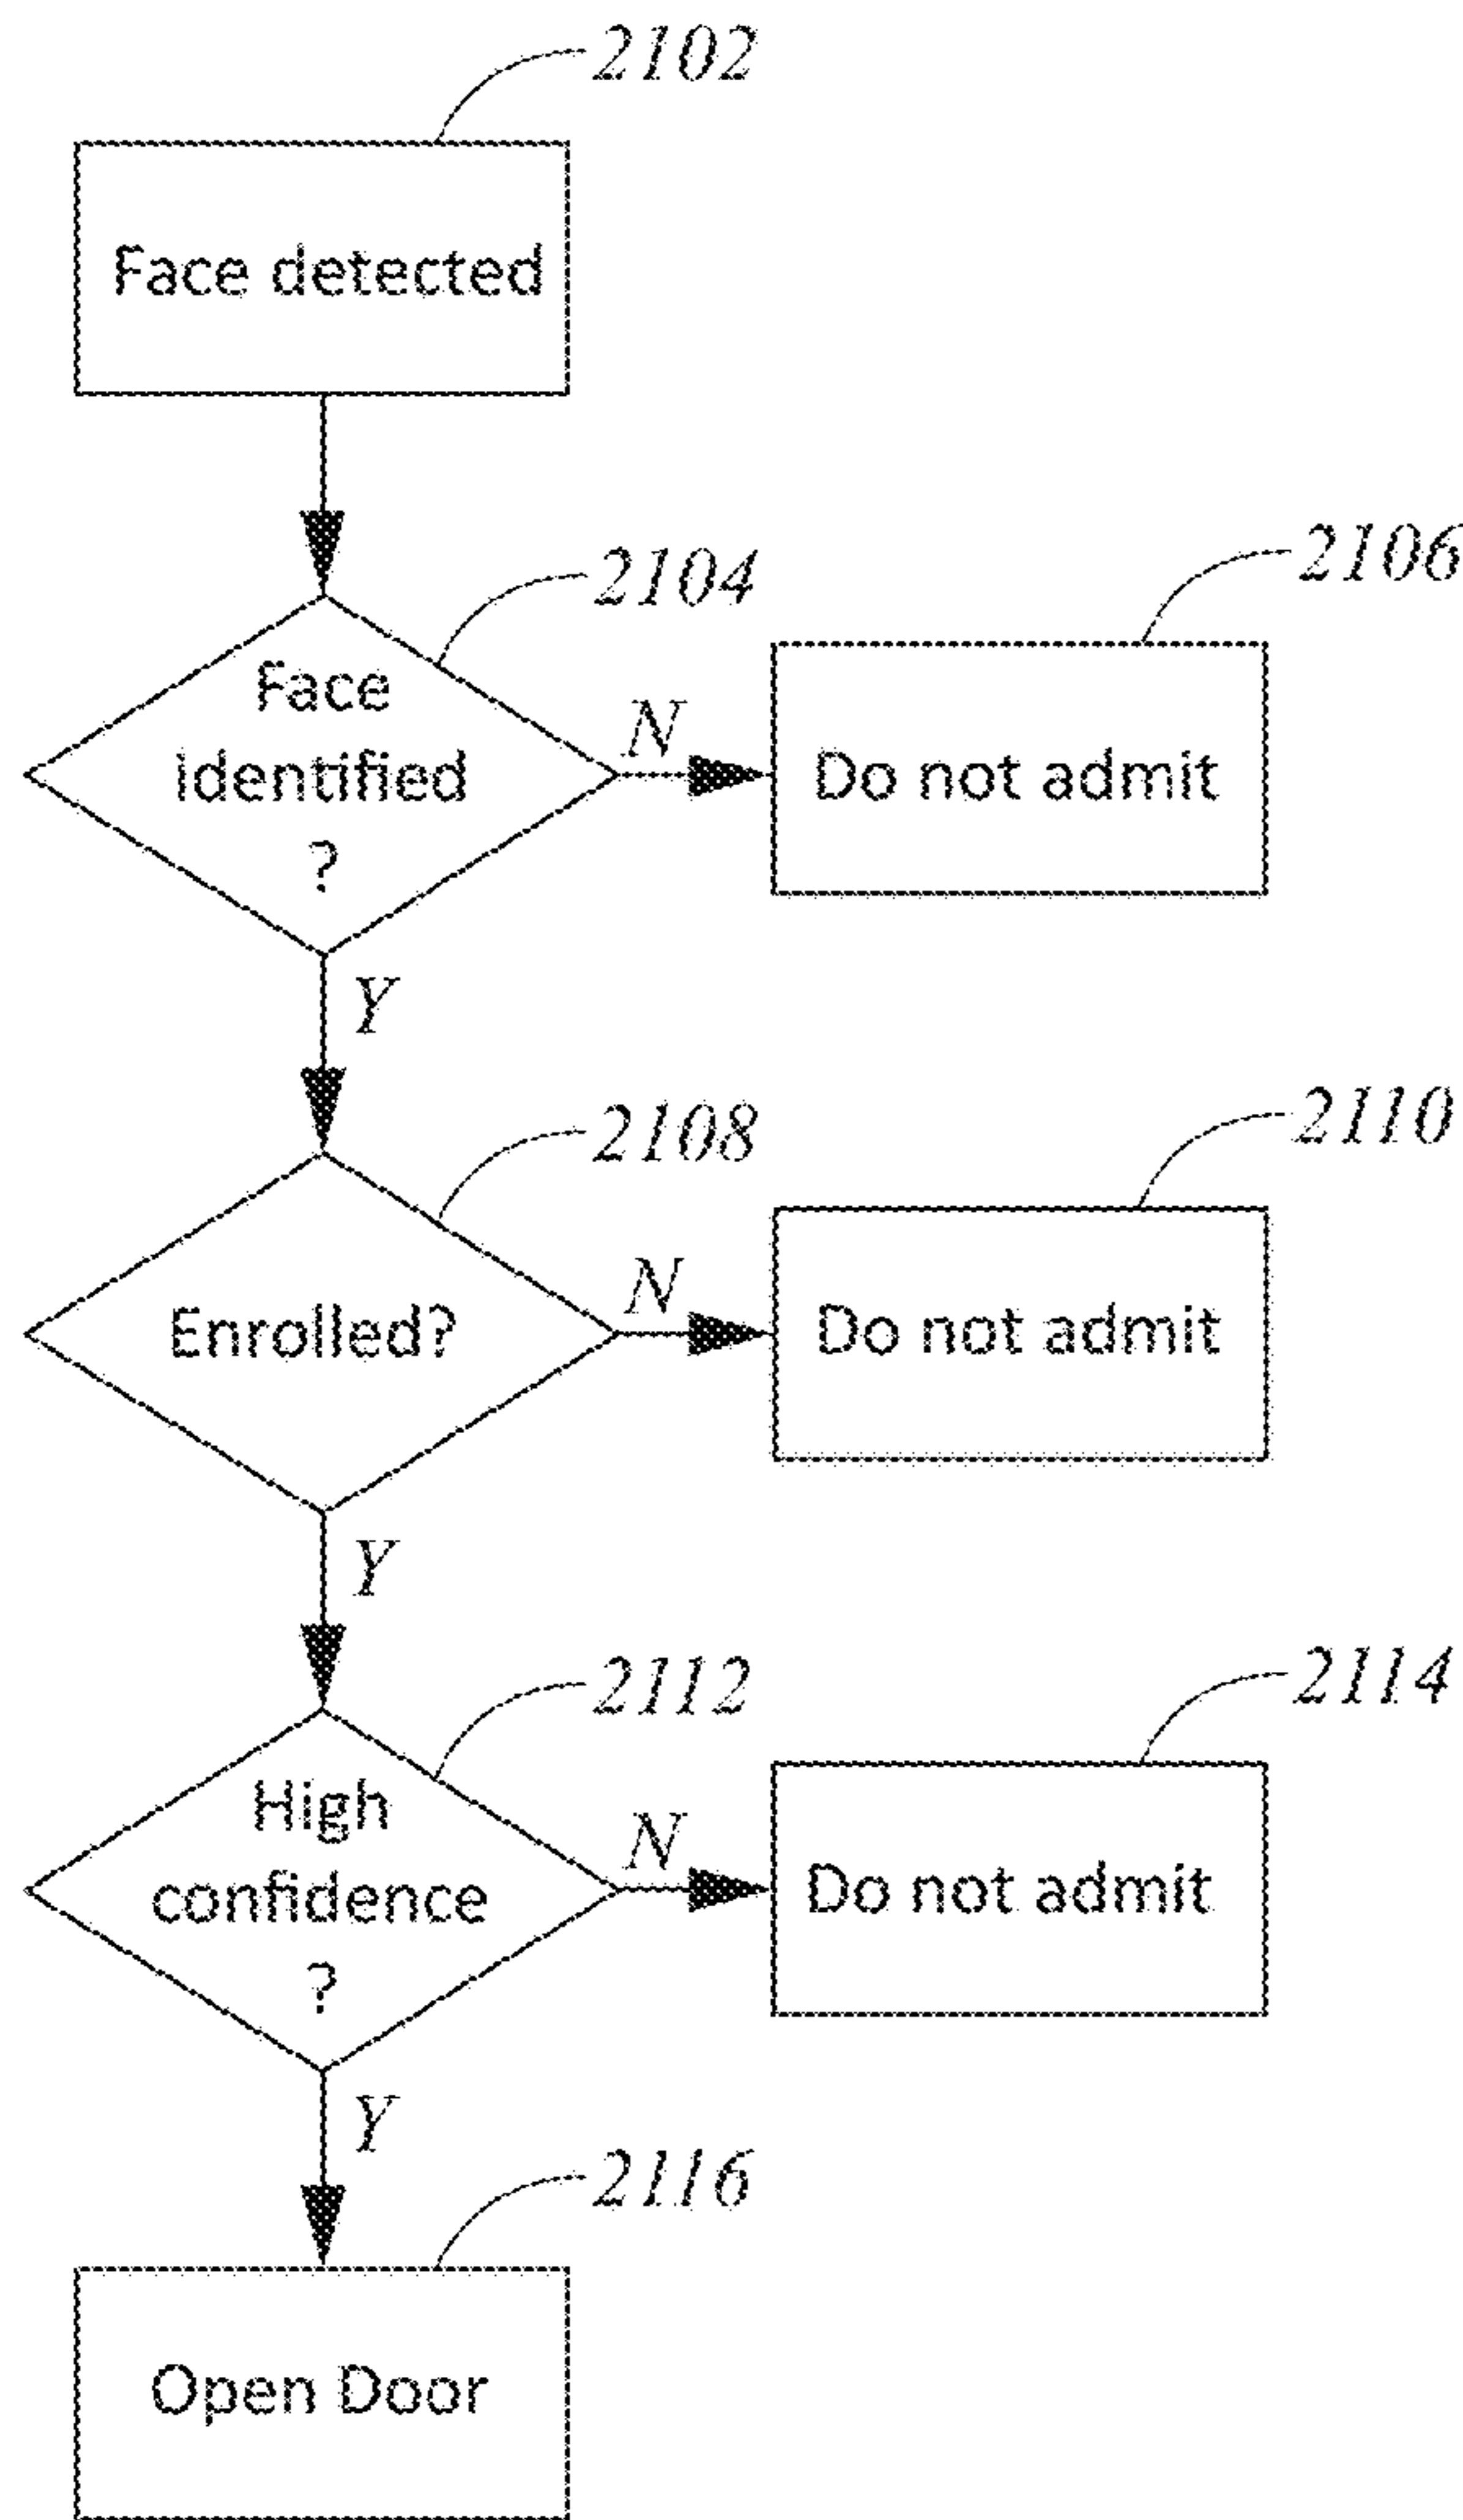 2102
Face detected
2104
2106
Face
identified
?
N
Do not admit
Y
2108
2110
Enrolled?
N
Do not admit
Y
2112
2114
High
confidence
?
N
Do not admit
Y
2116
Open Door